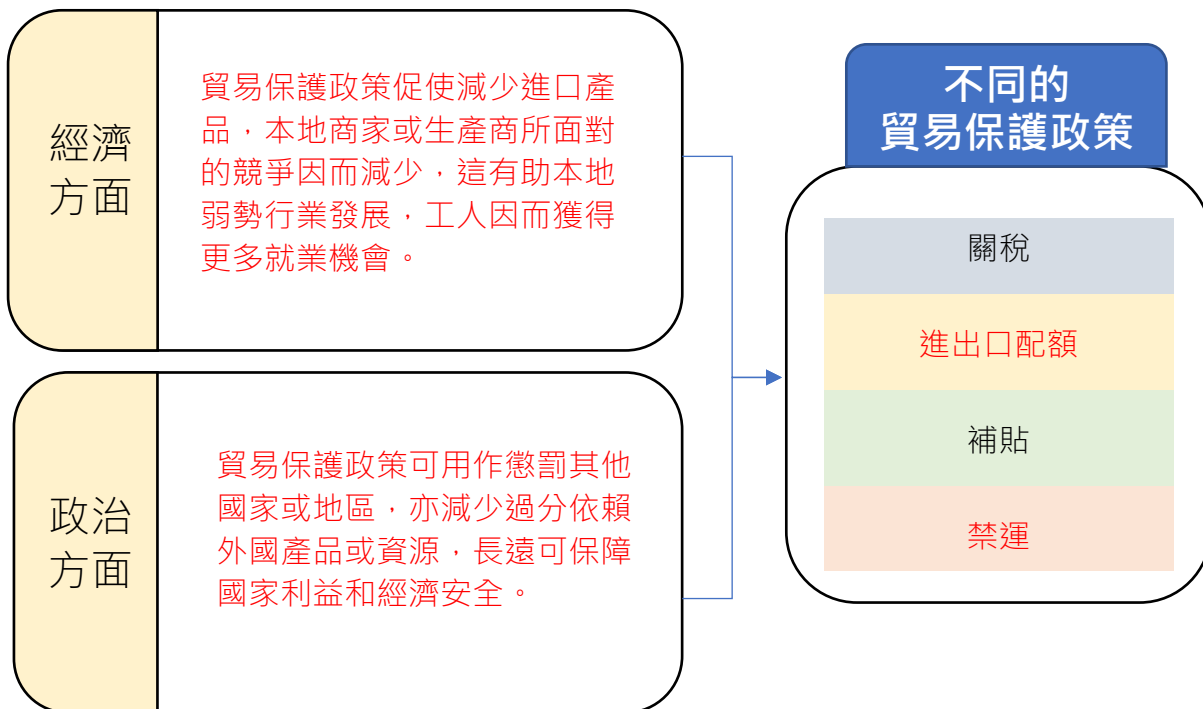 經濟
方面
貿易保護政策促使減少進口產
品，本地商家或生產商所面對
的競爭因而減少，這有助本地
弱勢行業發展，工人因而獲得
更多就業機會。
政治
方面
貿易保護政策可用作懲罰其他
國家或地區，亦減少過分依賴
外國產品或資源，長遠可保障
國家利益和經濟安全。
不同的
貿易保護政策
關稅
進出口配額
補貼
禁運